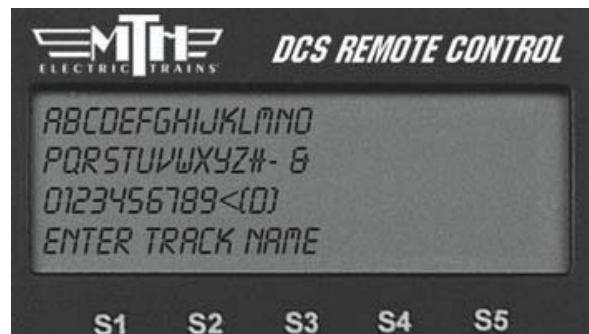 MTH
ELECTRIC TRAINS
DCS REMOTE CONTROL
ABCDEFGHIJKLMNO
PQRSTUVWXYZ#- &
0123456789<(D)
ENTER TRACK NAME
S1 S2 S3 S4 S5